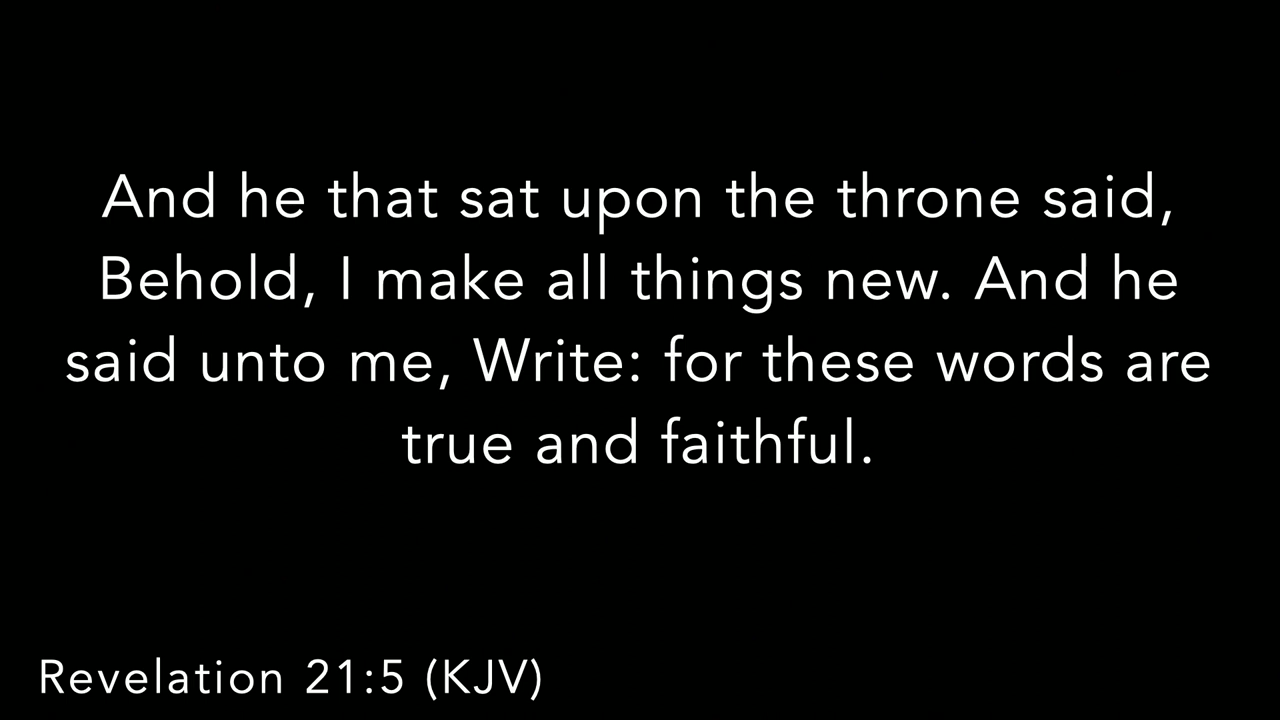 And he that sat upon the throne said,
Behold, I make all things new. And he
said unto me, Write: for these words are
true and faithful.
Revelation 21:5 (KJV)